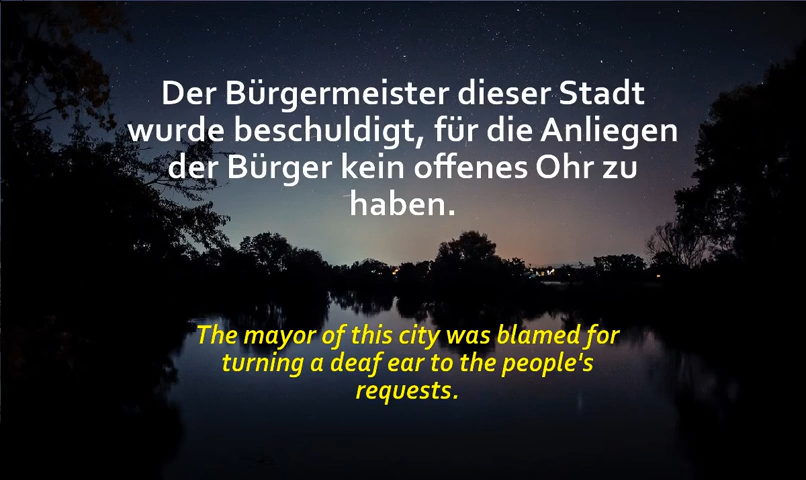 Der Bürgermeister dieser Stadt
wurde beschuldigt, für die Anliegen
der Bürger kein offenes Ohr zu
haben.
The mayor of this city was blamed for
turning a deaf ear to the people's
requests.